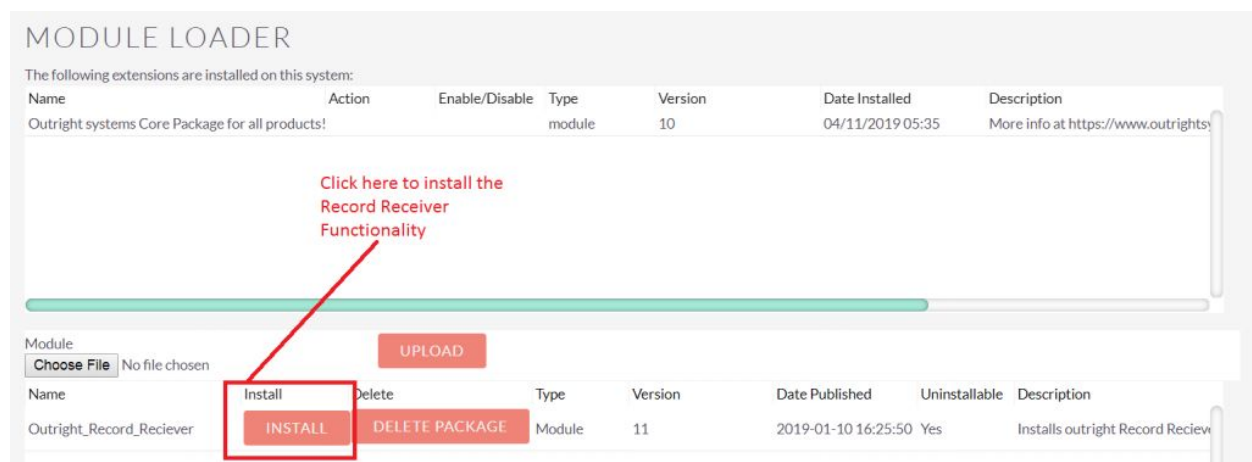 MODULE LOADER
The following extensions are installed on this system:
Name Action Enable/Disable Type Version Date Installed Description
Outright systems Core Package for all products! module 10 04/11/2019 05:35 More info at https://www.outrightsy
Click here to install the
Record Receiver
Functionality
Module
UPLOAD
Choose File No file chosen
Name Install Delete Type Version Date Published Uninstallable Description
Outright_Record_Reciever INSTALL DELETE PACKAGE Module 11 2019-01-10 16:25:50 Yes Installs outright Record Reciev